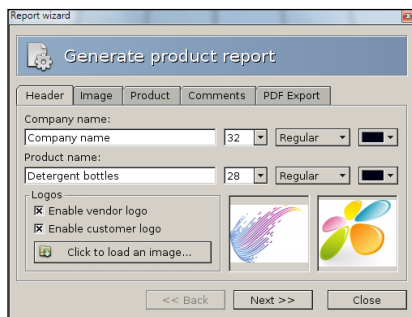 Report wizard
Generate product report
Header Image Product Comments PDF Export
Company name:
Company name 32 Regular
Product name:
Detergent bottles 28 Regular
Logos
Enable vendor logo
Enable customer logo
Click to load an image...
<< Back Next >> Close